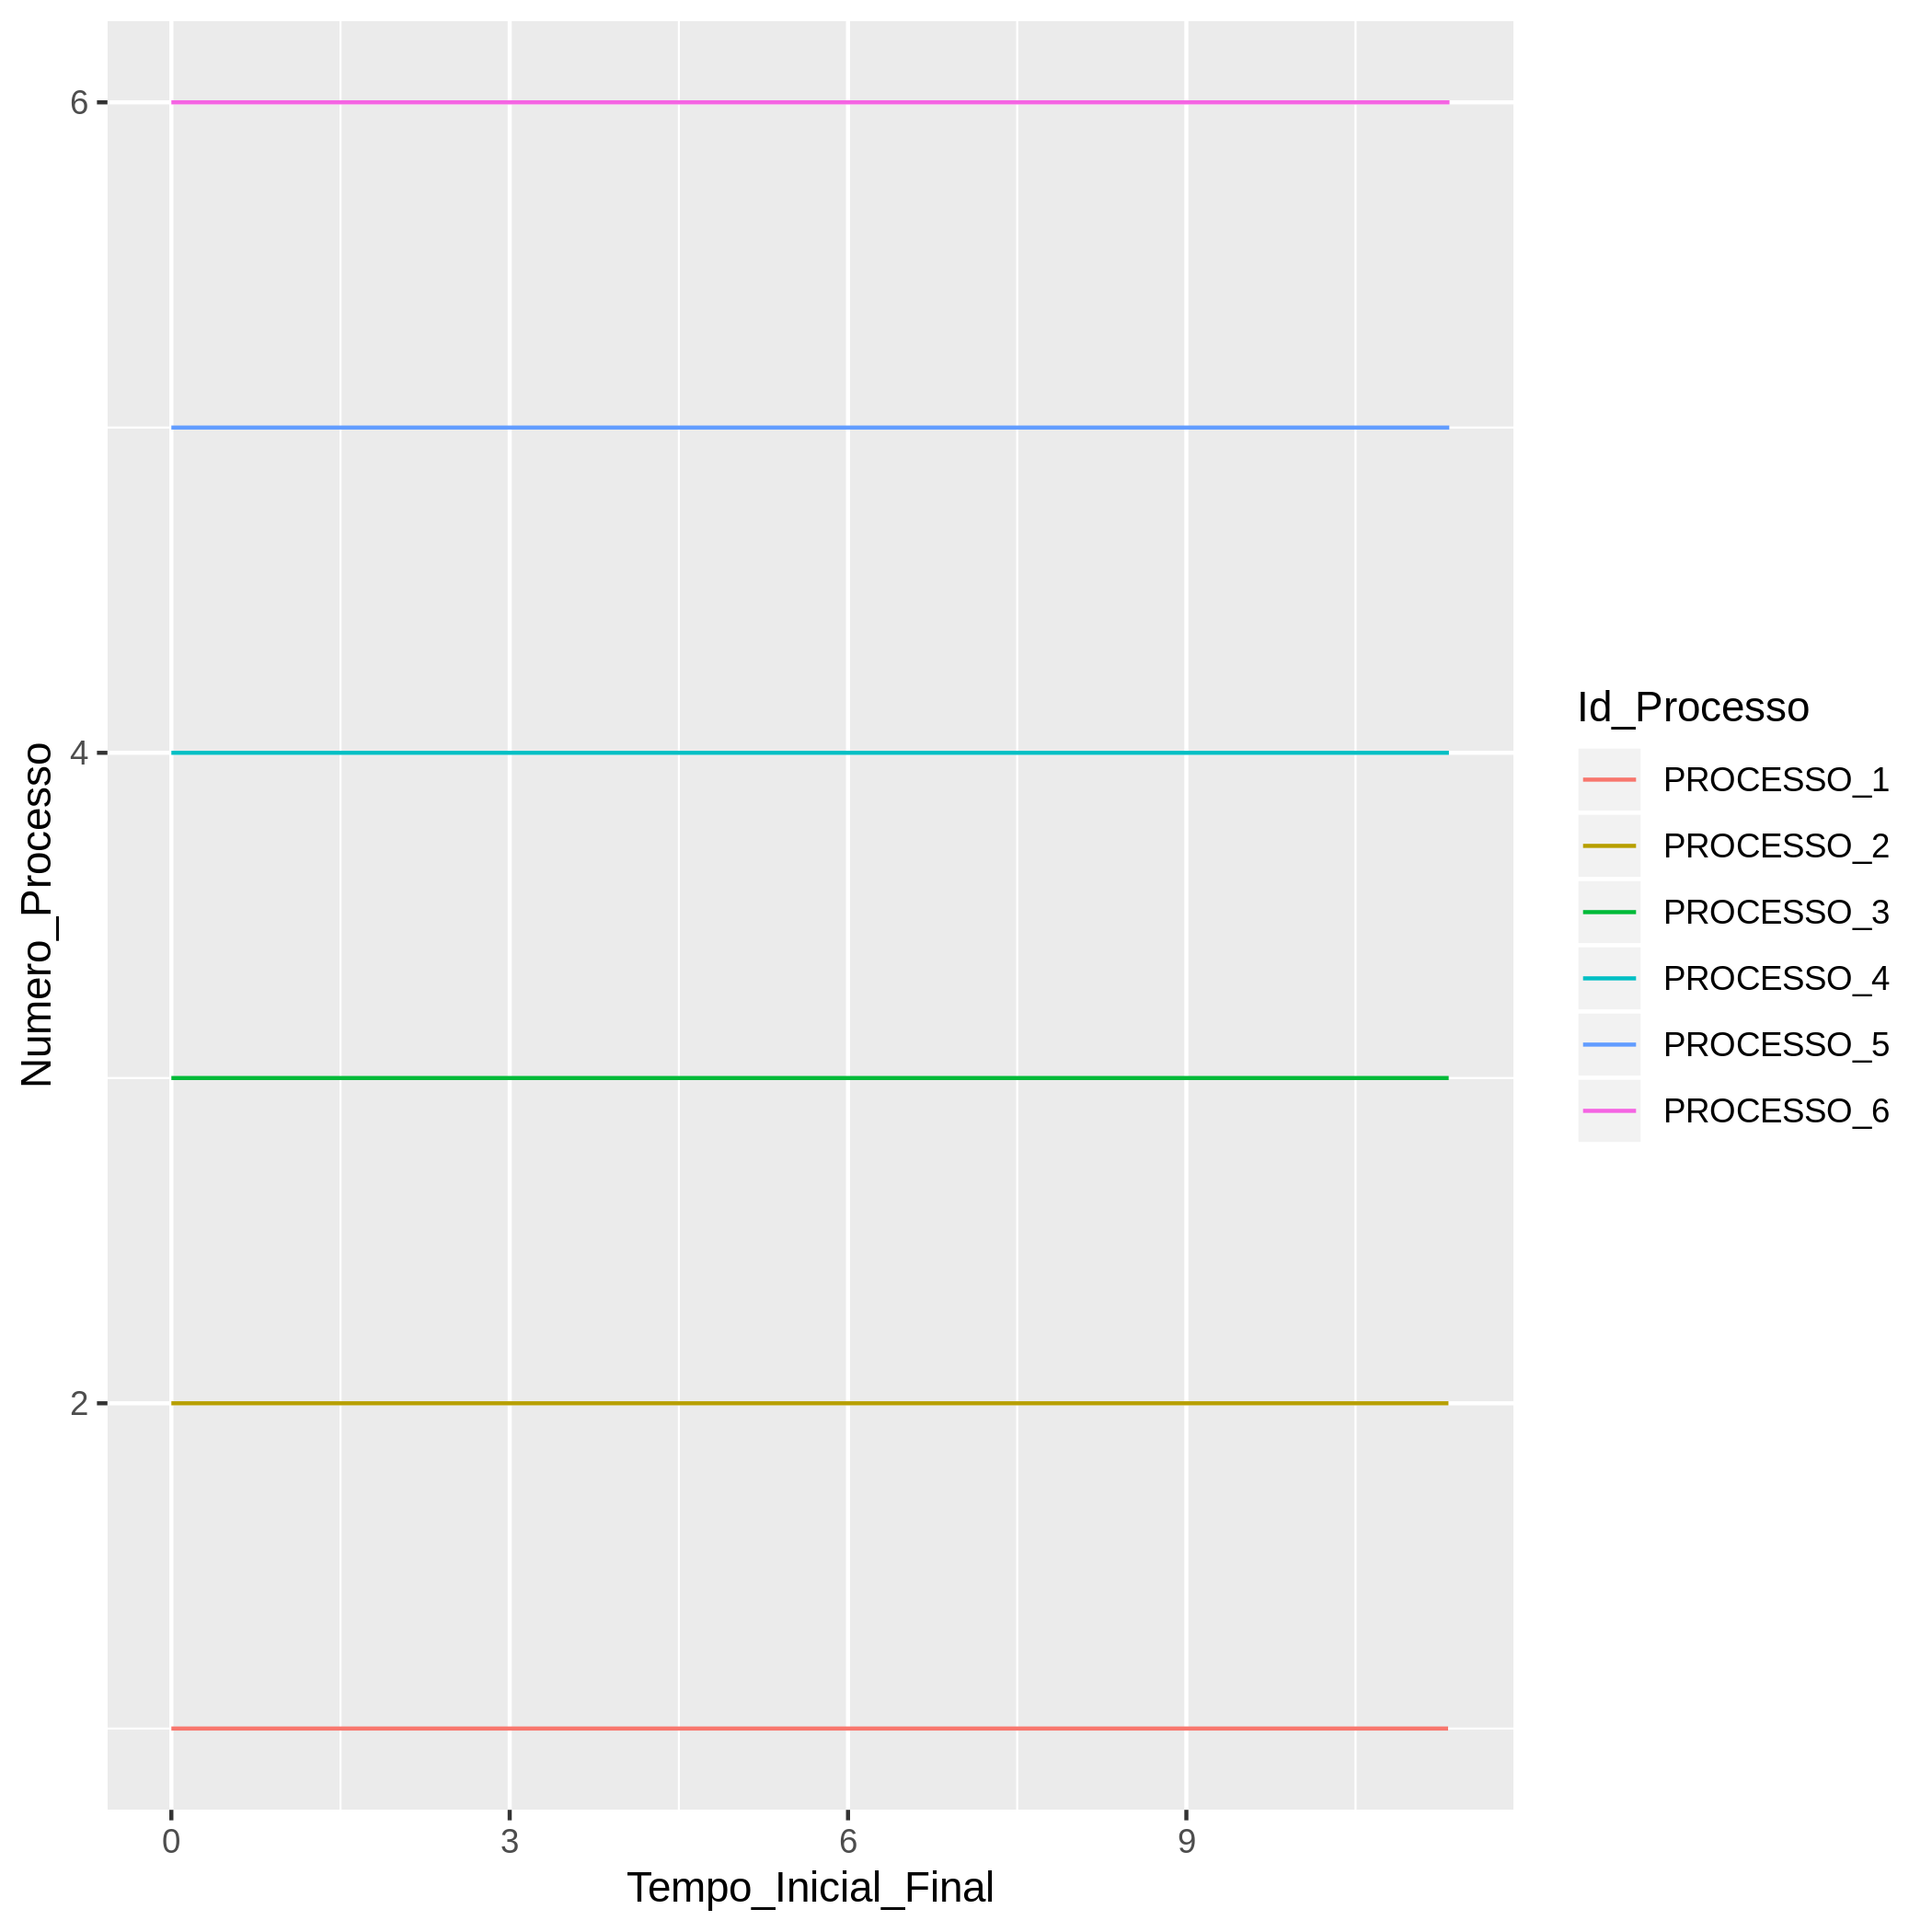 Numero_Processo
6
4
2
0 3 6 9
Tempo_Inicial_Final
Id_Processo
PROCESSO_1
PROCESSO_2
PROCESSO_3
PROCESSO_4
PROCESSO_5
PROCESSO_6